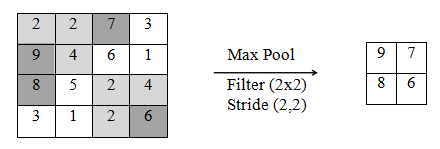 2 2 7 3
9 4 6 1
8 5 2 4
3 1 2 6
Max Pool
Filter (2x2)
Stride (2,2)
9 7
8 6